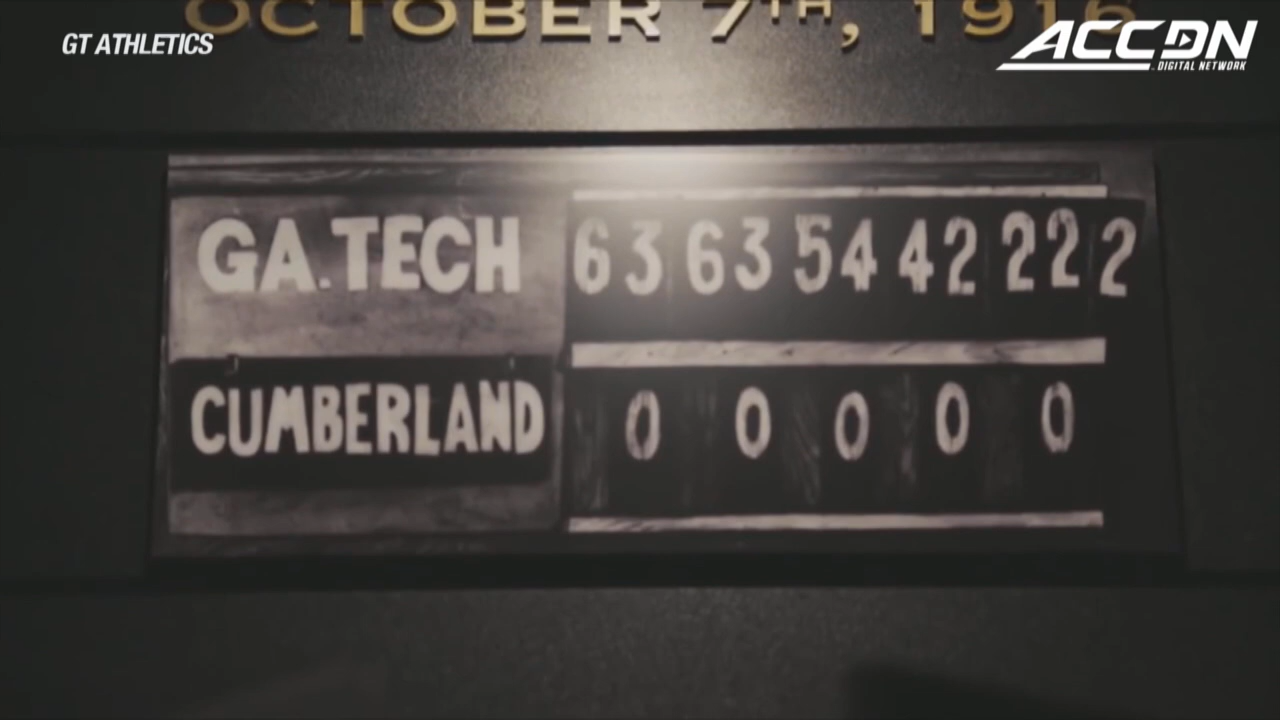 OCTOBER 7TH, 1916
GT ATHLETICS
ACCDN
DIGITAL NETWORK
GA.TECH 63 63 54 42 222
CUMBERLAND 0 0 0 0 0